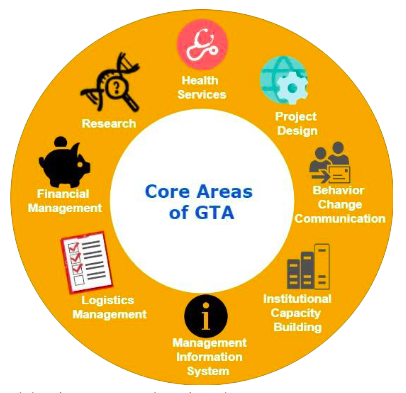 Health
Services
Project
Design
Behavior
Change
Communication
Institutional
Capacity
Building
Management
Information
System
Logistics
Management
Financial
Management
Research
?
i
Core Areas
of GTA